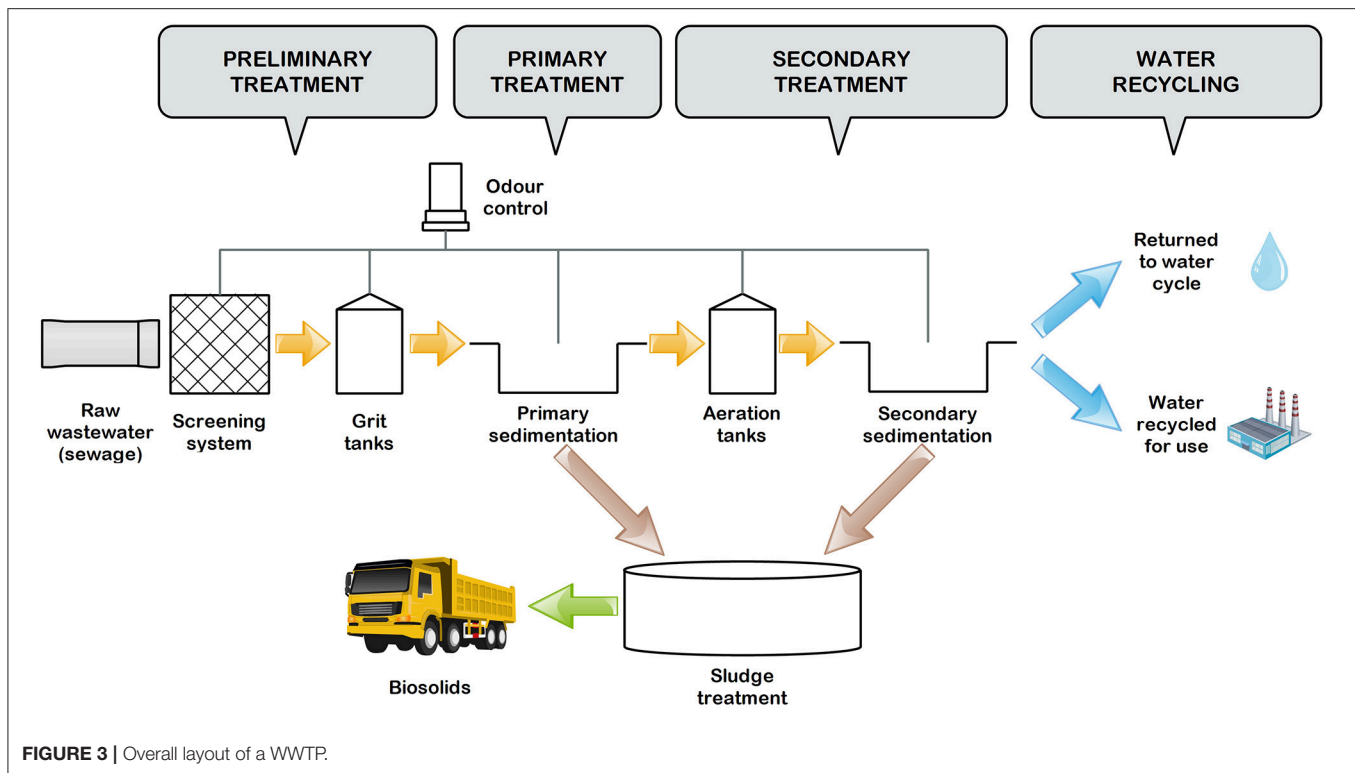 PRELIMINARY
TREATMENT
PRIMARY
TREATMENT
SECONDARY
TREATMENT
WATER
RECYCLING
Odour
control
Returned
to water
cycle
Raw
wastewater
(sewage)
Screening
system
Grit
tanks
Primary
sedimentation
Aeration
tanks
Secondary
sedimentation
Water
recycled
for use
Biosolids
Sludge
treatment
FIGURE 3 | Overall layout of a WWTP.